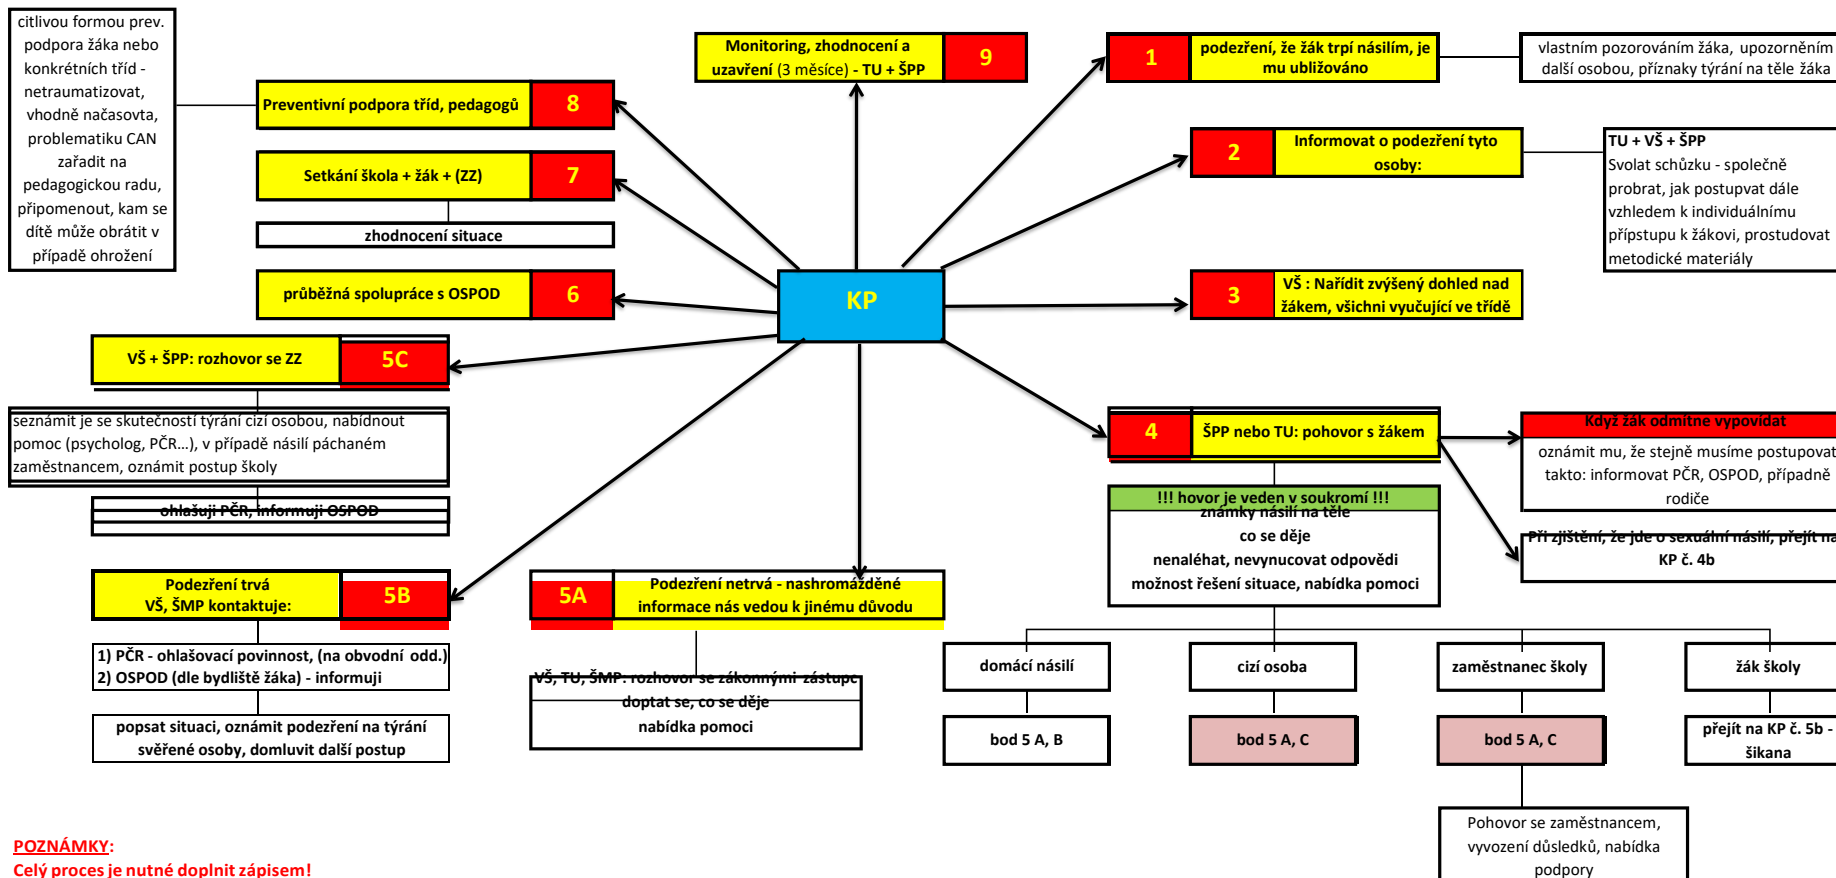 citlivou formou prev.
podpora žáka nebo
konkrétních tříd -
netraumatizovat,
vhodně načasovta,
problematiku CAN
zařadit na
pedagogickou radu,
připomenout, kam se
dítě může obrátit v
případě ohrožení
Monitoring, zhodnocení a
uzavření (3 měsíce) - TU + ŠPP
9
1
podezření, že žák trpí násilím, je
mu ubližováno
vlastním pozorováním žáka, upozorněním
další osobou, příznaky týrání na těle žáka
Preventivní podpora tříd, pedagogů
8
2
Informovat o podezření tyto
osoby:
TU + VŠ + ŠPP
Svolat schůzku - společně
probrat, jak postupvat dále
vzhledem k individuálnímu
přípstupu k žákovi, prostudovat
metodické materiály
Setkání škola + žák + (ZZ)
7
zhodnocení situace
průběžná spolupráce s OSPOD
6
KP
3
VŠ : Nařídit zvýšený dohled nad
žákem, všichni vyučující ve třídě
VŠ + ŠPP: rozhovor se ZZ
5C
seznámit je se skutečností týrání cizí osobou, nabídnout
pomoc (psycholog, PČR...), v případě násilí páchaném
zaměstnancem, oznámit postup školy
ohlašuji PČR, informuji OSPOD
4
ŠPP nebo TU: pohovor s žákem
Když žák odmítne vypovídat
oznámit mu, že stejně musíme postupovat
takto: informovat PČR, OSPOD, případně
rodiče
!!! hovor je veden v soukromí !!!
známky násilí na těle
co se děje
nenaléhat, nevynucovat odpovědi
možnost řešení situace, nabídka pomoci
Při zjištění, že jde o sexuální násilí, přejít na
KP č. 4b
Podezření trvá
VŠ, ŠMP kontaktuje:
5B
5A
Podezření netrvá - nashromážděné
informace nás vedou k jinému důvodu
1) PČR - ohlašovací povinnost, (na obvodní odd.)
2) OSPOD (dle bydliště žáka) - informuji
popsat situaci, oznámit podezření na týrání
svěřené osoby, domluvit další postup
VŠ, TU, ŠMP: rozhovor se zákonnými zástupc
doptat se, co se děje
nabídka pomoci
domácí násilí
cizí osoba
zaměstnanec školy
žák školy
bod 5 A, B
bod 5 A, C
bod 5 A, C
přejít na KP č. 5b -
šikana
Pohovor se zaměstnancem,
vyvození důsledků, nabídka
podpory
POZNÁMKY:
Celý proces je nutné doplnit zápisem!